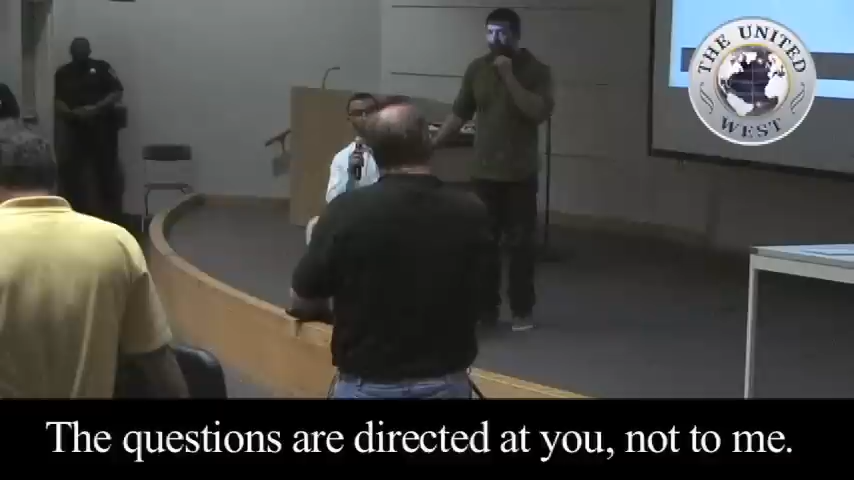 THE UNITED
WEST
The questions are directed at you, not to me.